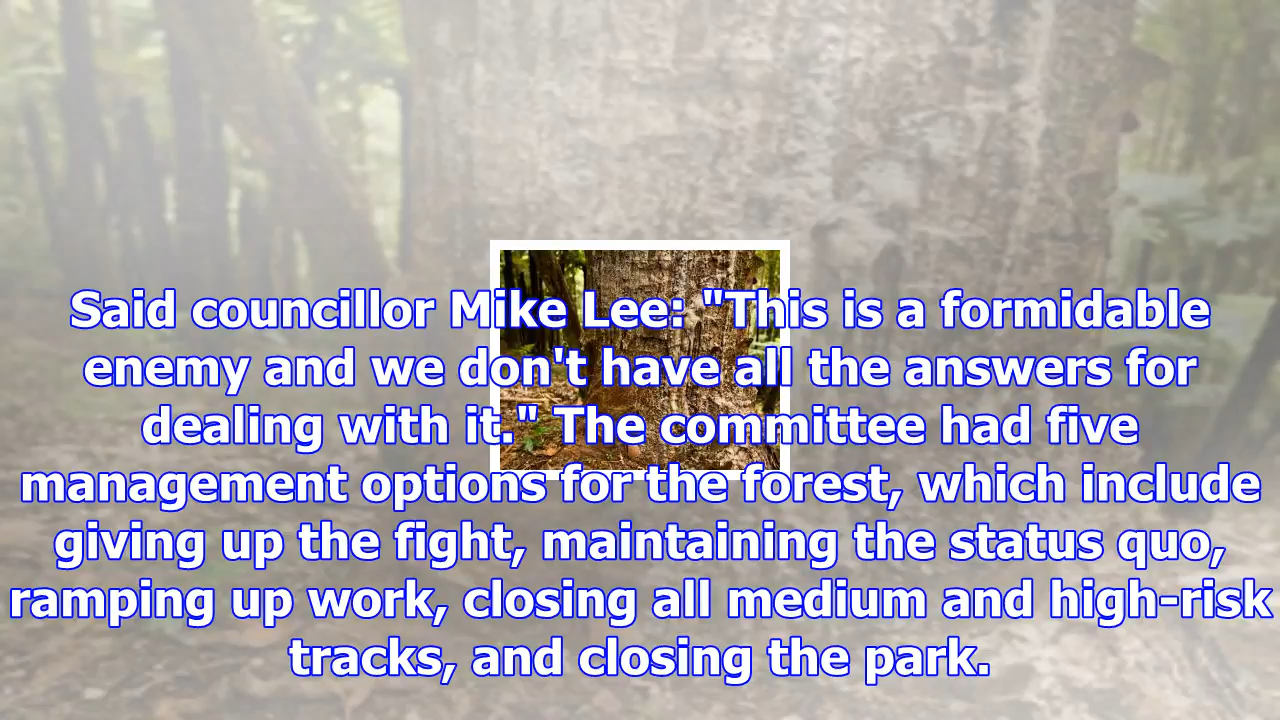 Said councillor Mike Lee: "This is a formidable
enemy and we don't have all the answers for
dealing with it." The committee had five
management options for the forest, which include
giving up the fight, maintaining the status quo,
ramping up work, closing all medium and high-risk
tracks, and closing the park.